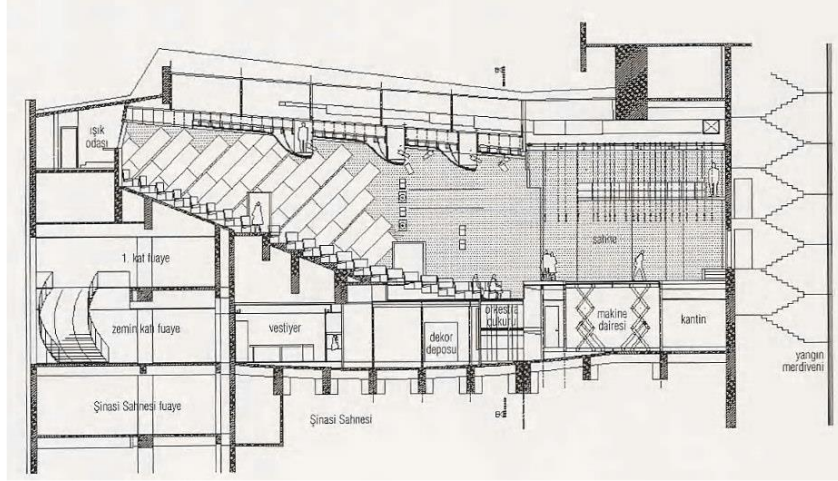 ışık
odası
1. kat fuaye
zemin katı fuaye
vestiyer
dekor
deposu
orkestra
çukuru
sahne
makine
dairesi
kantin
yangın
merdiveni
Şinasi Sahnesi fuaye
Şinasi Sahnesi